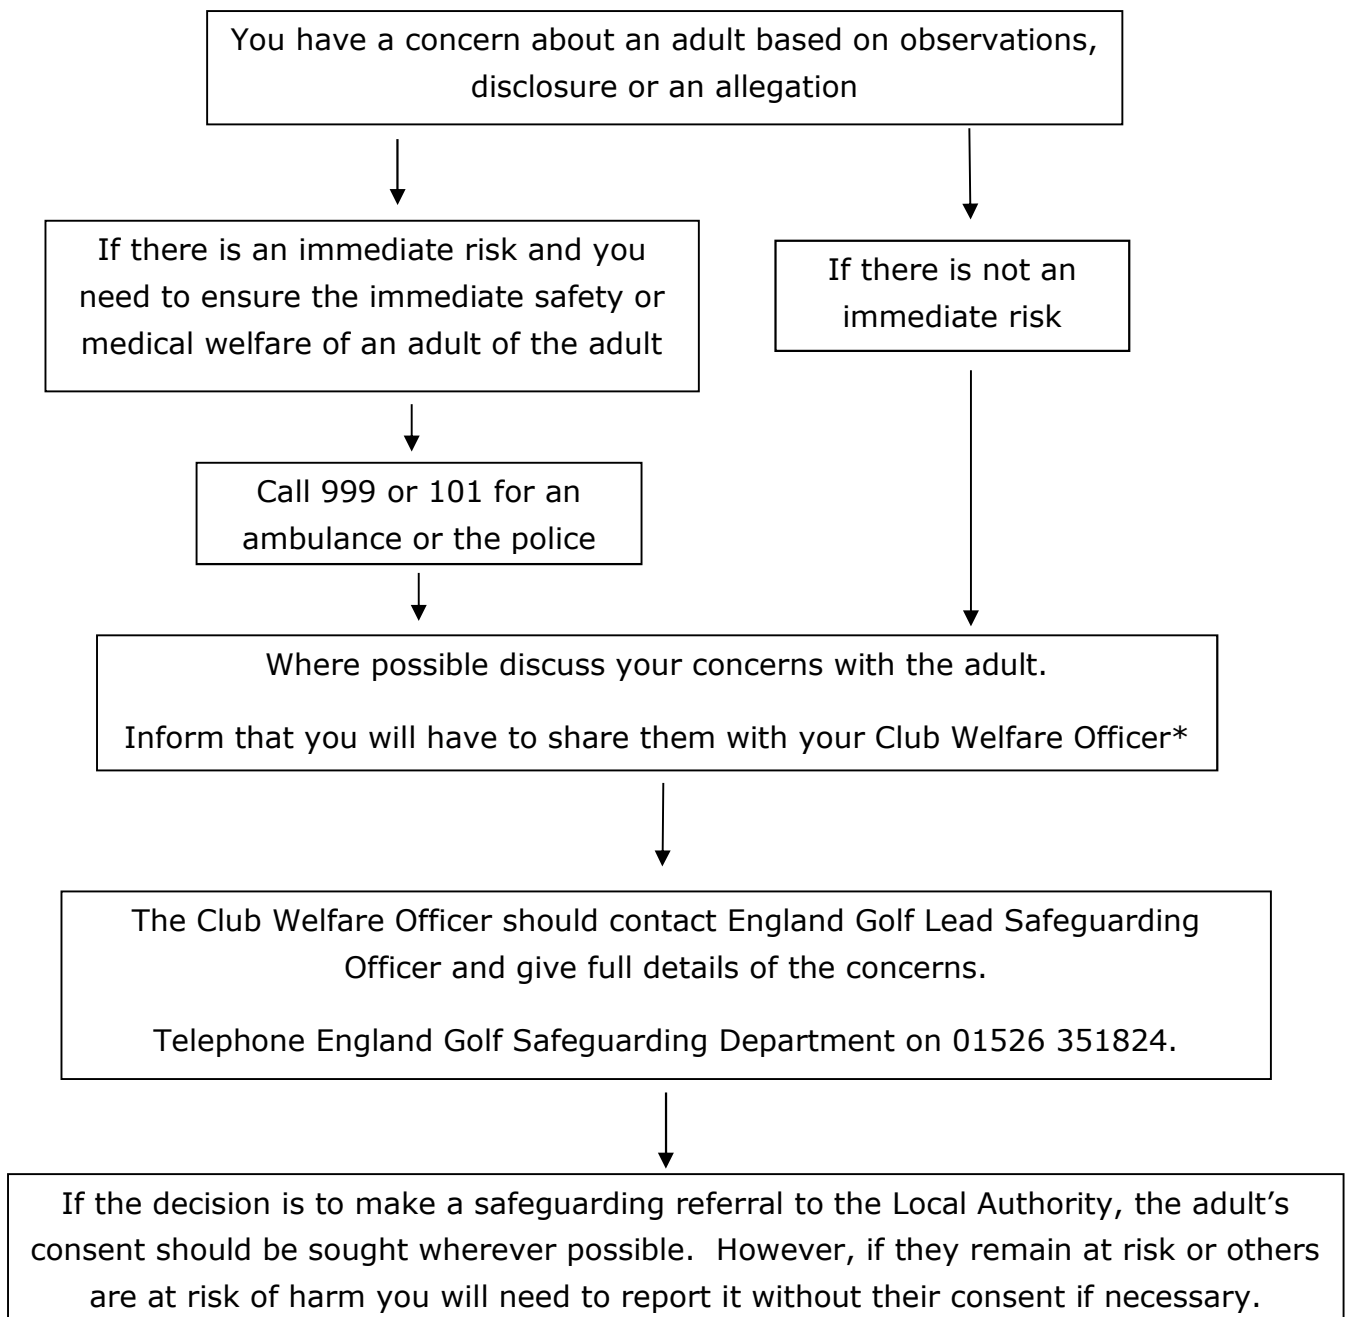 You have a concern about an adult based on observations,
disclosure or an allegation
If there is an immediate risk and you
need to ensure the immediate safety or
medical welfare of an adult of the adult
If there is not an
immediate risk
Call 999 or 101 for an
ambulance or the police
Where possible discuss your concerns with the adult.
Inform that you will have to share them with your Club Welfare Officer*
The Club Welfare Officer should contact England Golf Lead Safeguarding
Officer and give full details of the concerns.
Telephone England Golf Safeguarding Department on 01526 351824.
If the decision is to make a safeguarding referral to the Local Authority, the adult’s
consent should be sought wherever possible.  However, if they remain at risk or others
are at risk of harm you will need to report it without their consent if necessary.